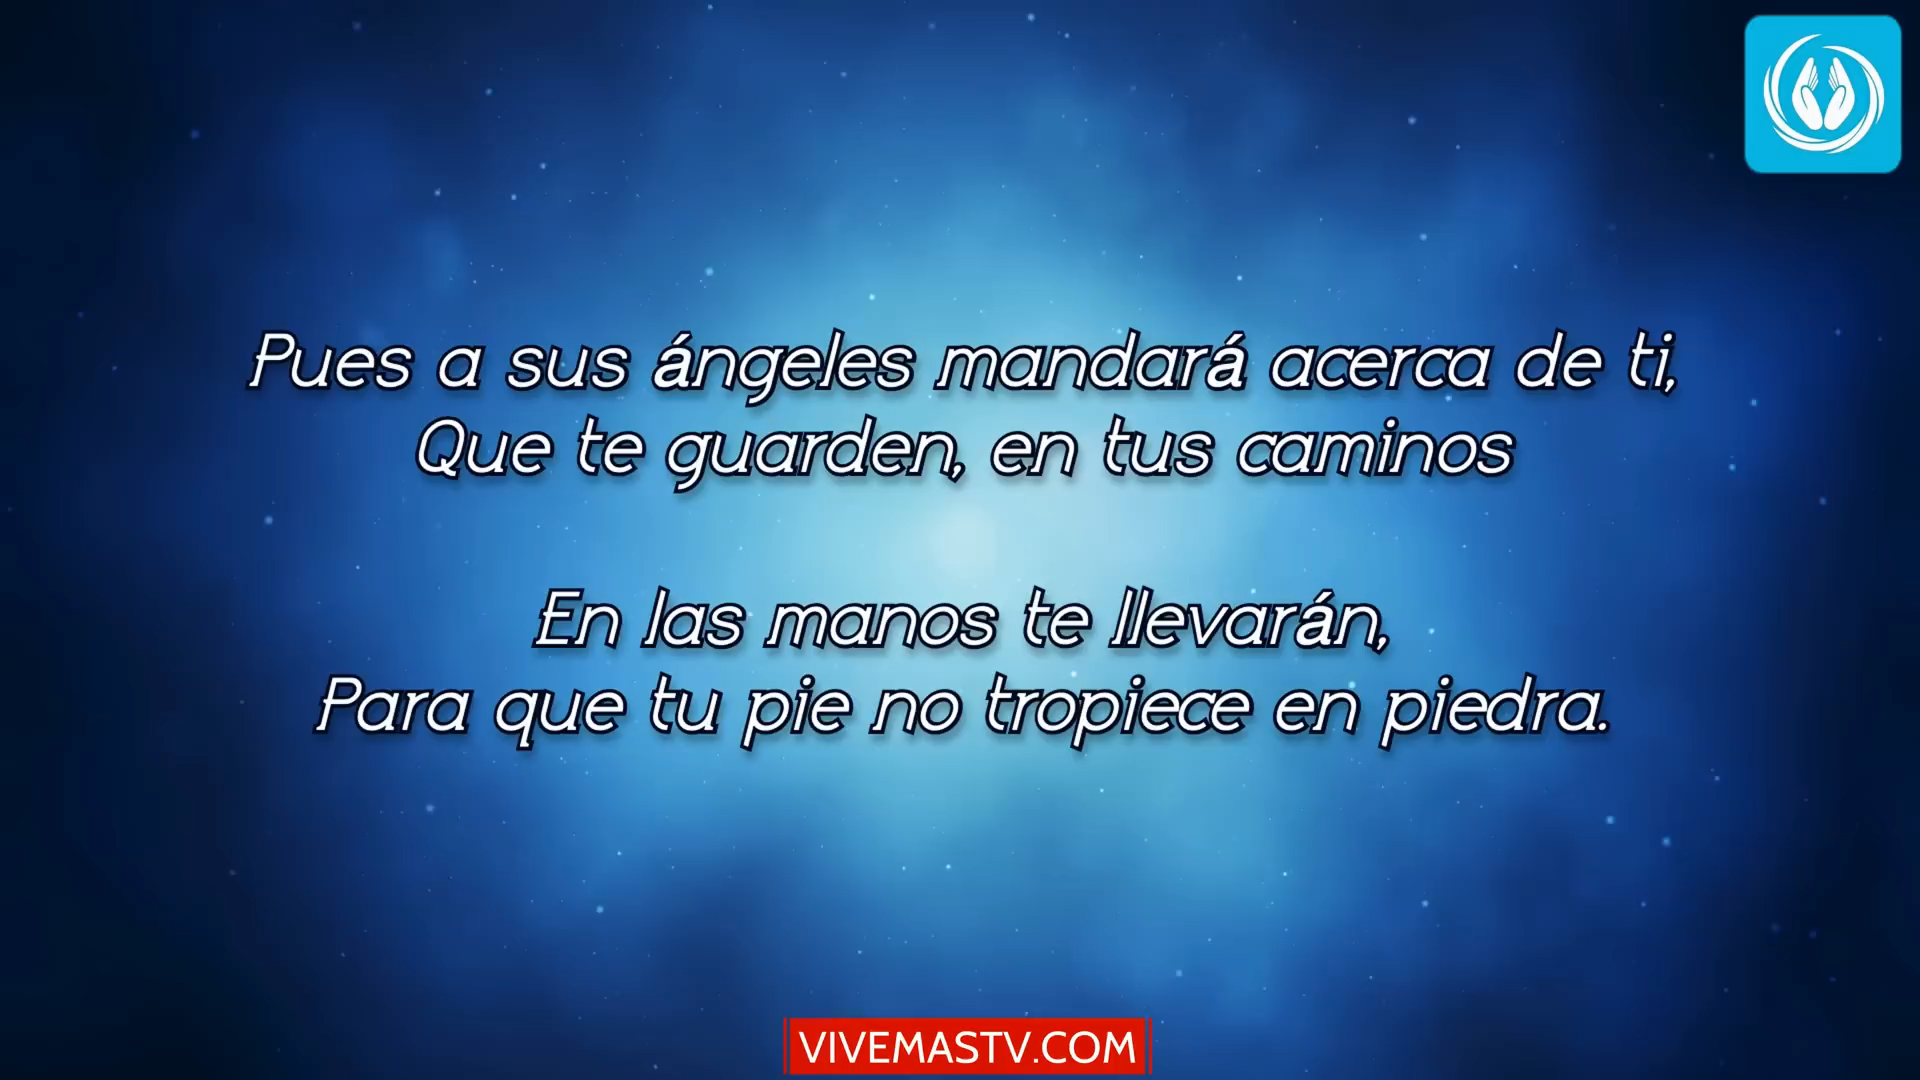 Pues a sus ángeles mandará acerca de ti,
Que te guarden, en tus caminos
En las manos te llevarán,
Para que tu pie no tropiece en piedra.
VIVEMASTV.COM